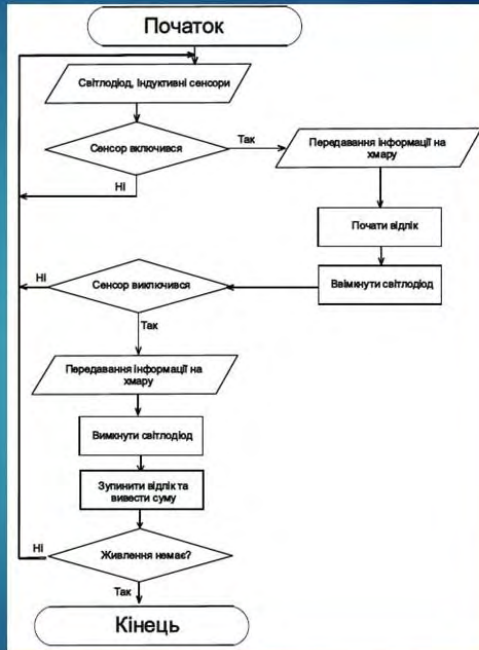 Початок
Світлодіод, Індуктивні сенсори
Сенсор включився
Так
НІ
Передавання інформації на
хмару
Почати відлік
Ввімкнути світлодіод
Сенсор виключився
НІ
Так
Передавання інформації на
хмару
Вимкнути світлодіод
Зупинити відлік та
вивести суму
Живлення немає?
НІ
Так
Кінець